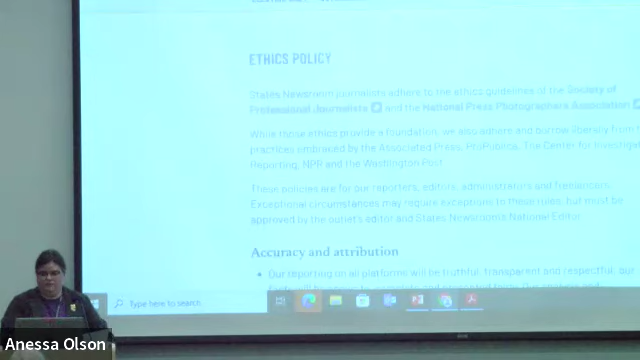 ETHICS POLICY
States Newsroom journalists adhere to the ethics guidelines of the Society of
Professional Journalists and the National Press Photographers Association
While those ethics provide a foundation, we also adhere and borrow liberally from
practices embraced by the Associated Press, ProPublica, The Center for
Reporting, NPR and the Washington Post.
These policies are for our reporters, editors, administrators and freelancers.
Exceptional circumstances may require exceptions to these rules, but must be
approved by the outlet's editor and States Newsroom's National Editor.
Accuracy and attribution
Our reporting on all platforms will be truthful, transparent and respectful; our
Type here to search
Anessa Olson